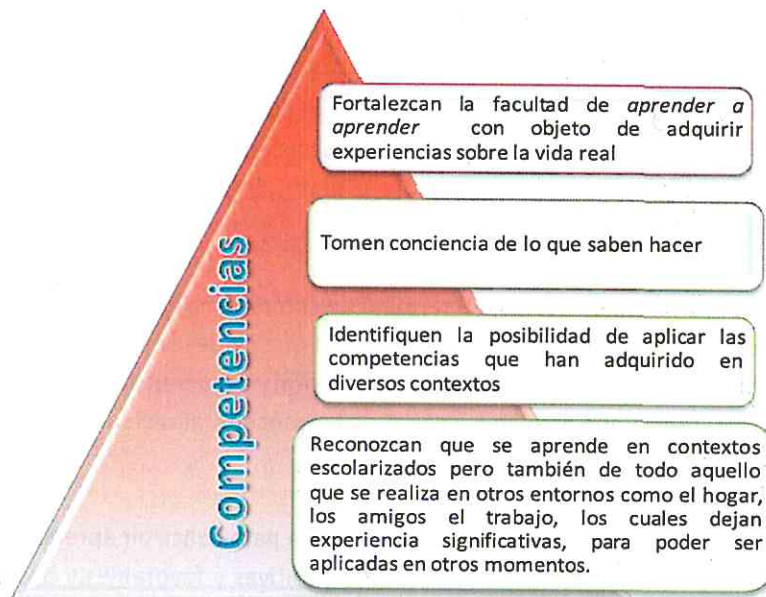 Competencias
Fortalezcan la facultad de aprender a
aprender con objeto de adquirir
experiencias sobre la vida real
Tomen conciencia de lo que saben hacer
Identifiquen la posibilidad de aplicar las
competencias que han adquirido en
diversos contextos
Reconozcan que se aprende en contextos
escolarizados pero también de todo aquello
que se realiza en otros entornos como el hogar,
los amigos el trabajo, los cuales dejan
experiencia significativas, para poder ser
aplicadas en otros momentos.